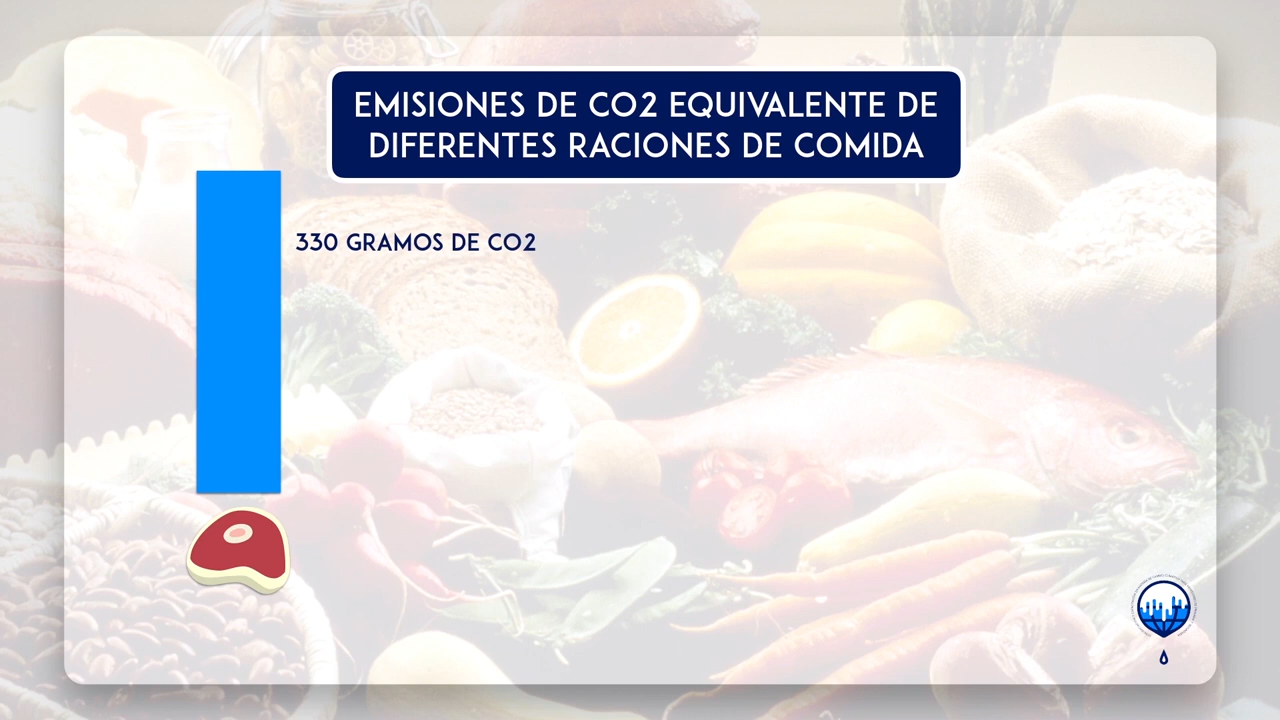 EMISIONES DE CO2 EQUIVALENTE DE
DIFERENTES RACIONES DE COMIDA
330 GRAMOS DE CO2